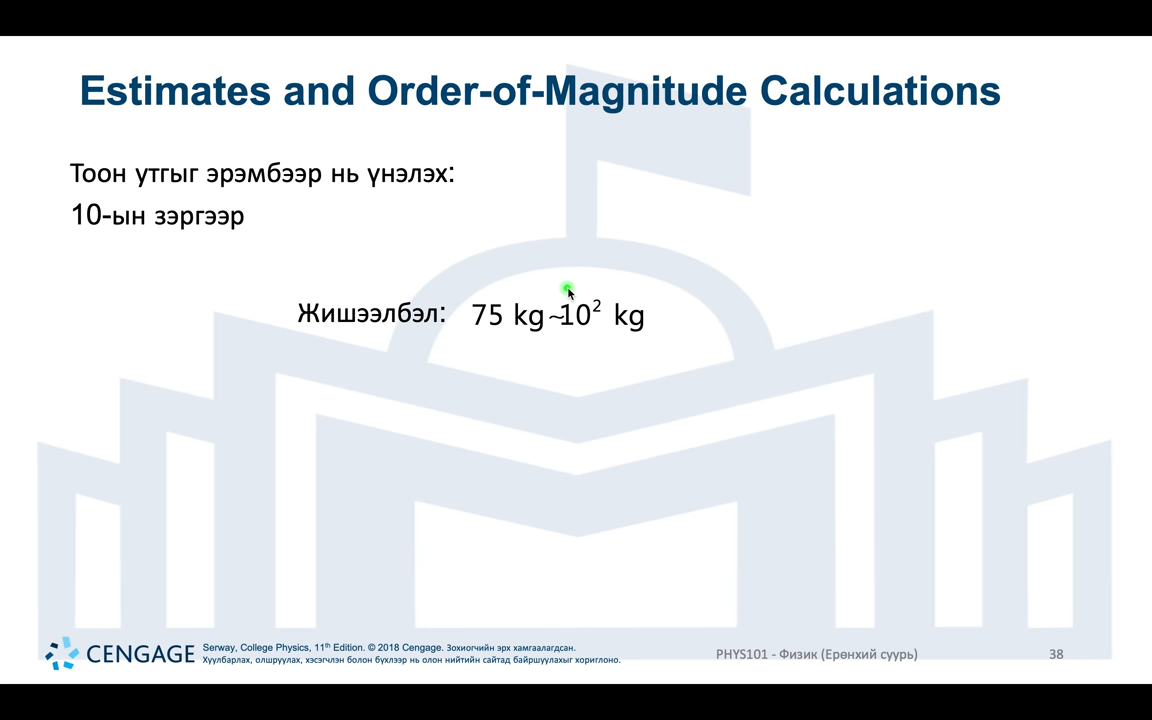 Estimates and Order-of-Magnitude Calculations
Тоон утгыг эрэмбээр нь үнэлэх:
10-ын зэргээр
Жишээлбэл: 75 kg ~10² kg
CENGAGE
Serway, College Physics, 11th Edition. © 2018 Cengage. Зохиогчийн эрх хамгаалагдсан.
Хуулбарлах, олшруулах, хэсэгчлэн болон бүхлээр нь олон нийтийн сайтад байршуулахыг хориглоно.
PHYS101 - Физик (Ерөнхий суурь) 38